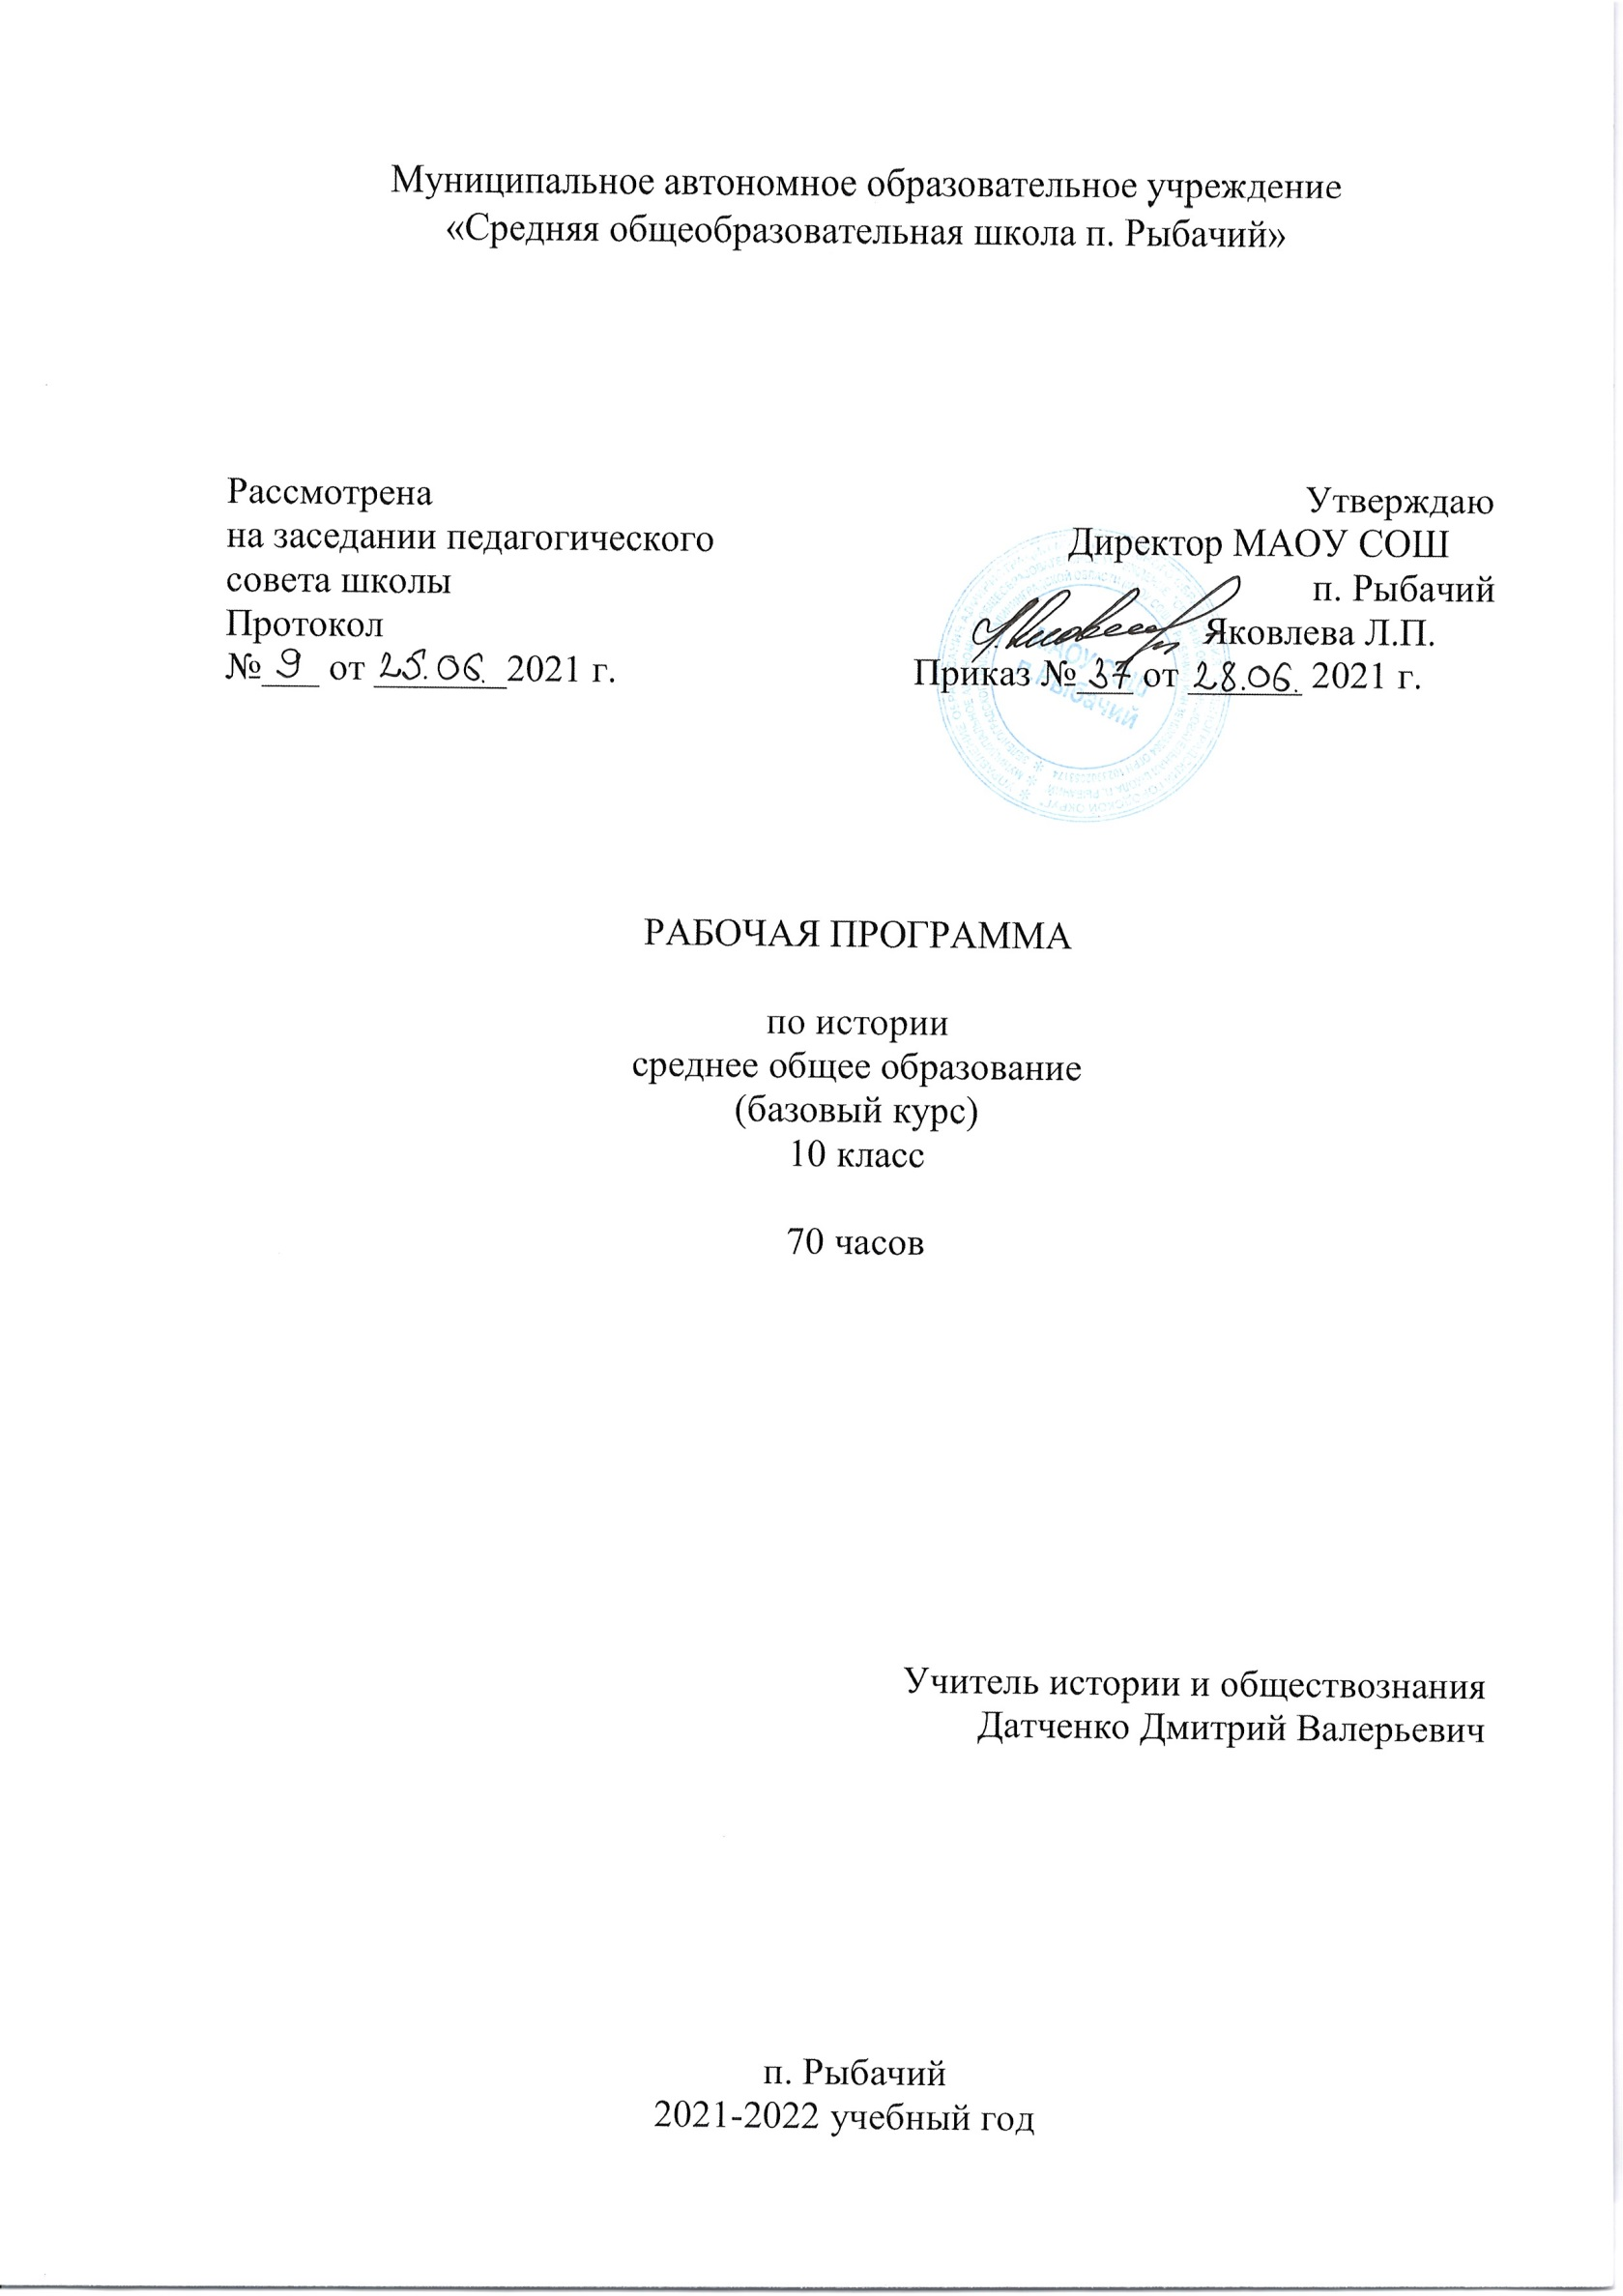 Муниципальное автономное образовательное учреждение
«Средняя общеобразовательная школа п. Рыбачий»
Рассмотрена
на заседании педагогического
совета школы
Протокол
№ 9 от 25.06. 2021 г.
Утверждаю
Директор МАОУ СОШ
п. Рыбачий
Яковлева Л.П.
Приказ № 37 от 28.06. 2021 г.
МАОУ СОШ
п. Рыбачий
РАБОЧАЯ ПРОГРАММА
по истории
среднее общее образование
(базовый курс)
10 класс
70 часов
Учитель истории и обществознания
Датченко Дмитрий Валерьевич
п. Рыбачий
2021-2022 учебный год